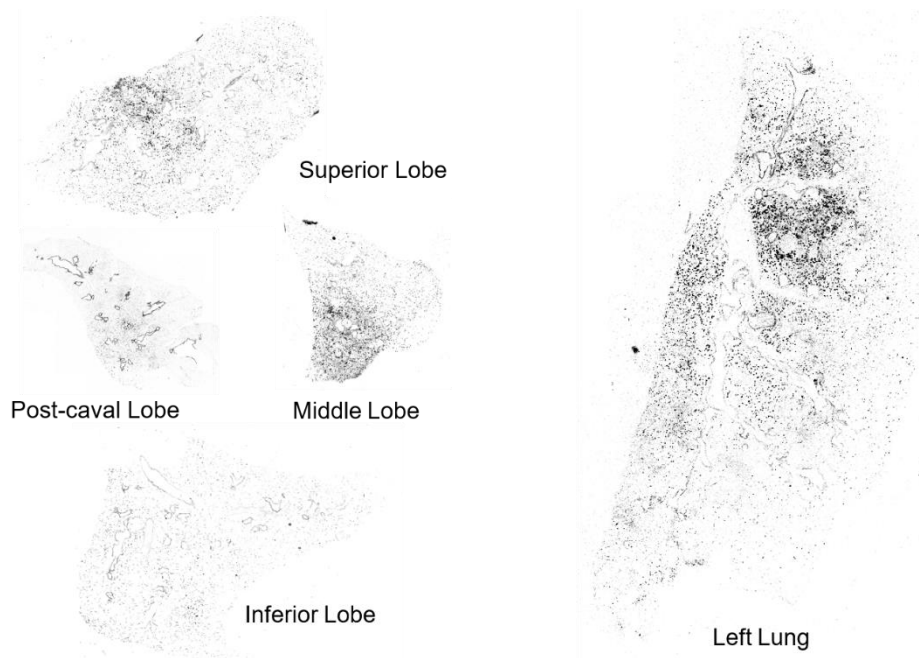 Superior Lobe
Post-caval Lobe
Middle Lobe
Inferior Lobe
Left Lung